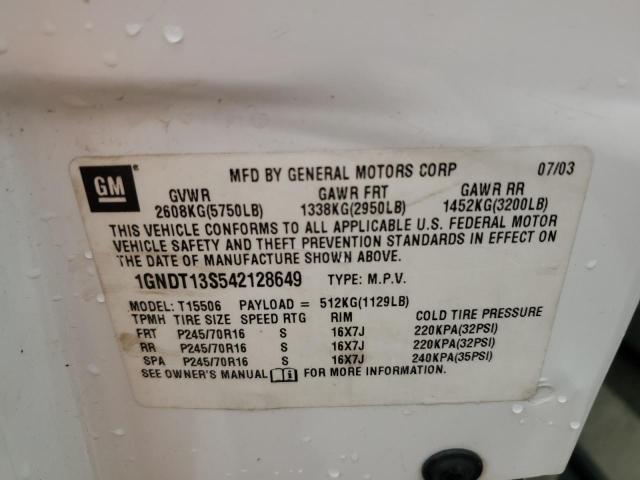 MFD BY GENERAL MOTORS CORP 07/03
GM
GVWR GAWR FRT GAWR RR
2608KG(5750LB) 1338KG(2950LB) 1452KG(3200LB)
THIS VEHICLE CONFORMS TO ALL APPLICABLE U.S. FEDERAL MOTOR
VEHICLE SAFETY AND THEFT PREVENTION STANDARDS IN EFFECT ON
THE DATE OF MANUFACTURE SHOWN ABOVE.
1GNDT13S542128649 TYPE: M.P.V.
MODEL: T15506 PAYLOAD = 512KG(1129LB)
TPMH TIRE SIZE SPEED RTG RIM COLD TIRE PRESSURE
FRT P245/70R16 S 16X7J 220KPA(32PSI)
RR P245/70R16 S 16X7J 220KPA(32PSI)
SPA P245/70R16 S 16X7J 240KPA(35PSI)
SEE OWNER'S MANUAL FOR MORE INFORMATION.